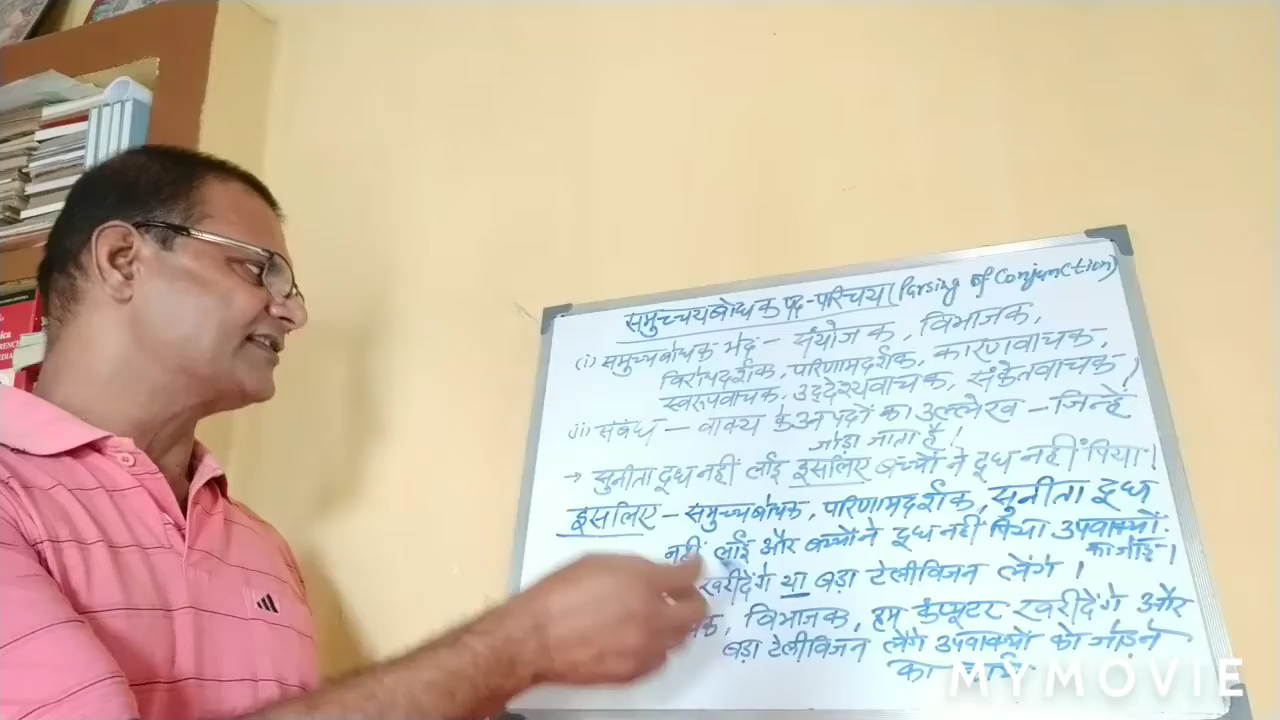 समुच्चयबोधक पद-परिचय (Parsing of Conjunction)
(i) समुच्चबोधक भेद - संयोजक, विभाजक,
विरोधदर्शक, परिणामदर्शक, कारणवाचक,
स्वरूपवाचक, उद्देश्यवाचक, संकेतवाचक
(ii) संबंध - वाक्य के उन पदों का उल्लेख - जिन्हें
जोड़ा जाता है।
→ सुनीता दूध नहीं लाई इसलिए बच्चों ने दूध नहीं पिया।
इसलिए - समुच्चबोधक, परिणामदर्शक, सुनीता दूध
नहीं लाई और बच्चों ने दूध नहीं पिया उपवाक्यों
का जोड़।
खरीदेंगे या बड़ा टेलीविजन लेंगे।
विभाजक, हम कंप्यूटर खरीदेंगे और
बड़ा टेलीविजन लेंगे उपवाक्यों को जोड़ने
का
MYMOVIE